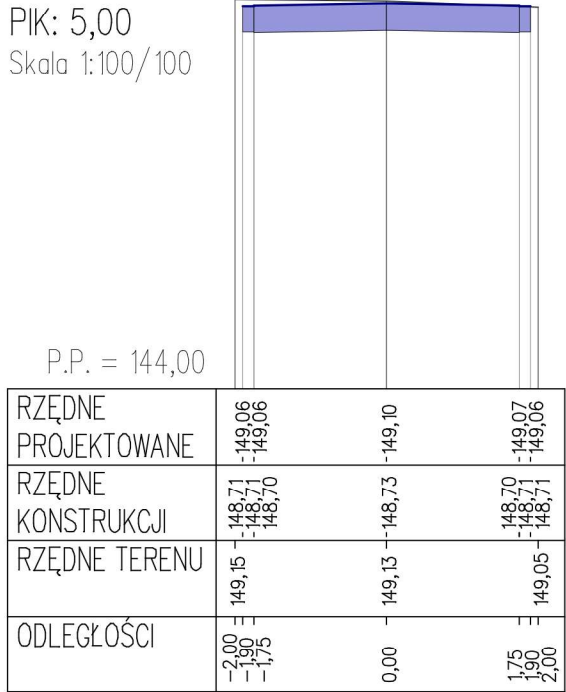 PIK: 5,00
Skala 1:100/100
P.P. = 144,00
RZĘDNE
PROJEKTOWANE
149,06
149,06
149,10
149,07
149,06
RZĘDNE
KONSTRUKCJI
148,71
148,71
148,70
148,73
148,70
148,71
148,71
RZĘDNE TERENU
149,15
149,13
149,05
ODLEGŁOŚCI
-2,00
-1,90
-1,75
0,00
1,75
1,90
2,00